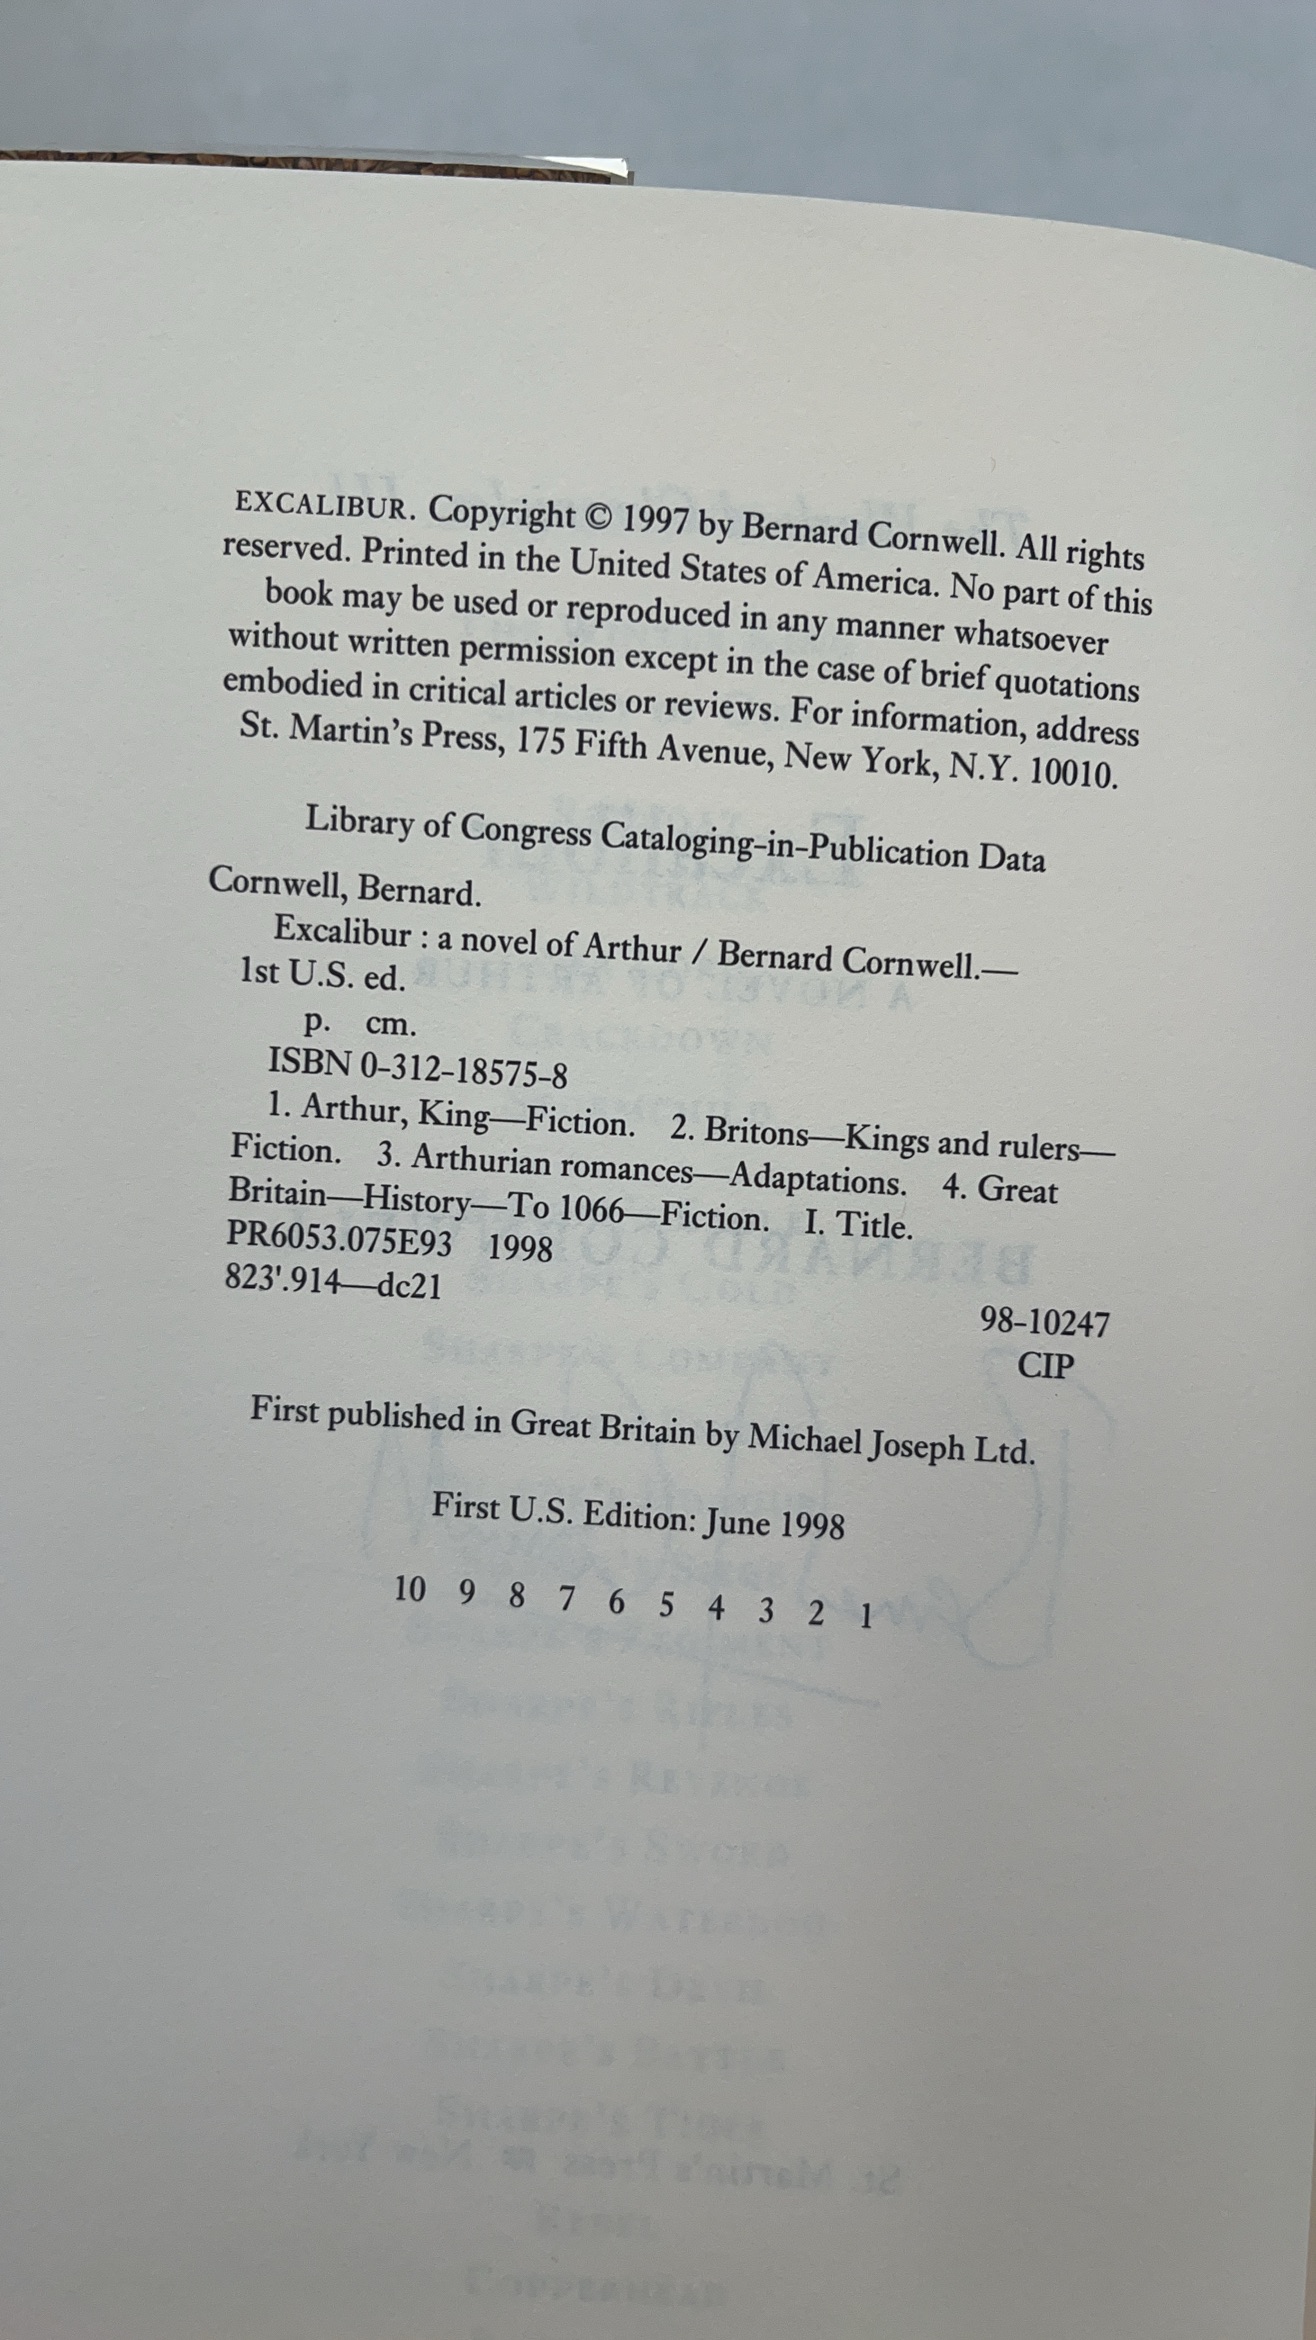 EXCALIBUR. Copyright © 1997 by Bernard Cornwell. All rights
reserved. Printed in the United States of America. No part of this
book may be used or reproduced in any manner whatsoever
without written permission except in the case of brief quotations
embodied in critical articles or reviews. For information, address
St. Martin's Press, 175 Fifth Avenue, New York, N.Y. 10010.
Library of Congress Cataloging-in-Publication Data
Cornwell, Bernard.
Excalibur : a novel of Arthur / Bernard Cornwell.—
1st U.S. ed.
p. cm.
ISBN 0-312-18575-8
1. Arthur, King—Fiction. 2. Britons—Kings and rulers—
Fiction. 3. Arthurian romances—Adaptations. 4. Great
Britain—History—To 1066—Fiction. I. Title.
PR6053.075E93 1998
823'.914—dc21
98-10247
CIP
First published in Great Britain by Michael Joseph Ltd.
First U.S. Edition: June 1998
10 9 8 7 6 5 4 3 2 1